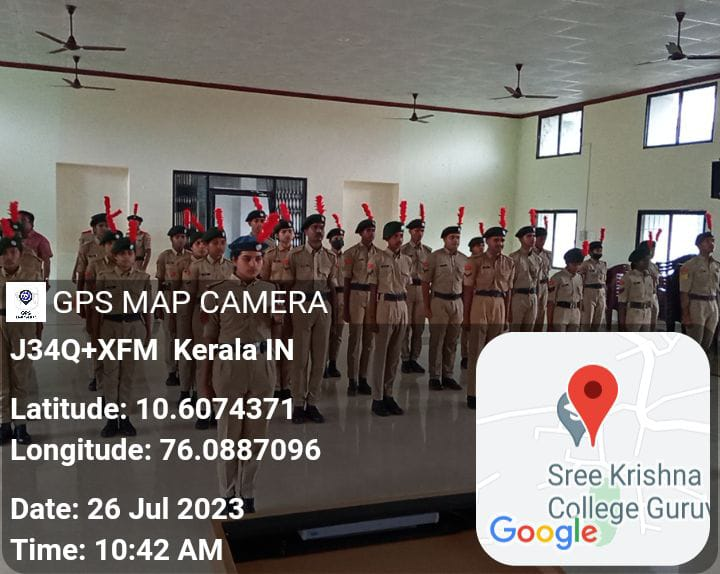 GPS MAP CAMERA
J34Q+XFM Kerala IN
Latitude: 10.6074371
Longitude: 76.0887096
Date: 26 Jul 2023
Time: 10:42 AM
Sree Krishna
College Guruv
Google